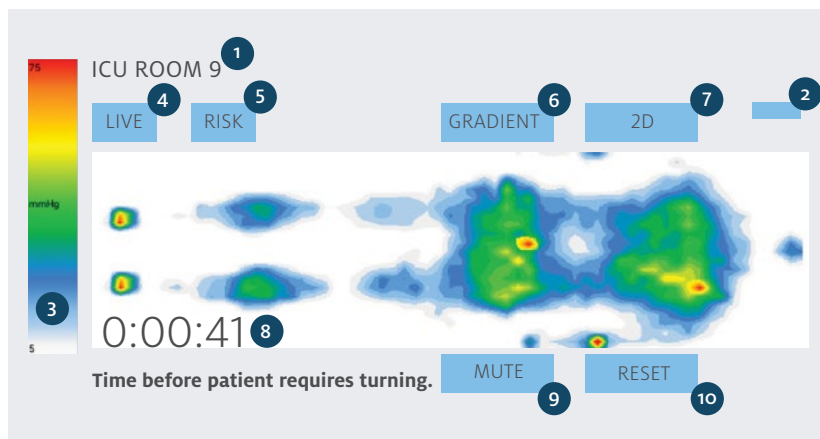 ICU ROOM 9 1
75
LIVE 4 RISK 5 GRADIENT 6 2D 7 2
mmHg
3
5
0:00:41 8
Time before patient requires turning.
MUTE 9 RESET 10